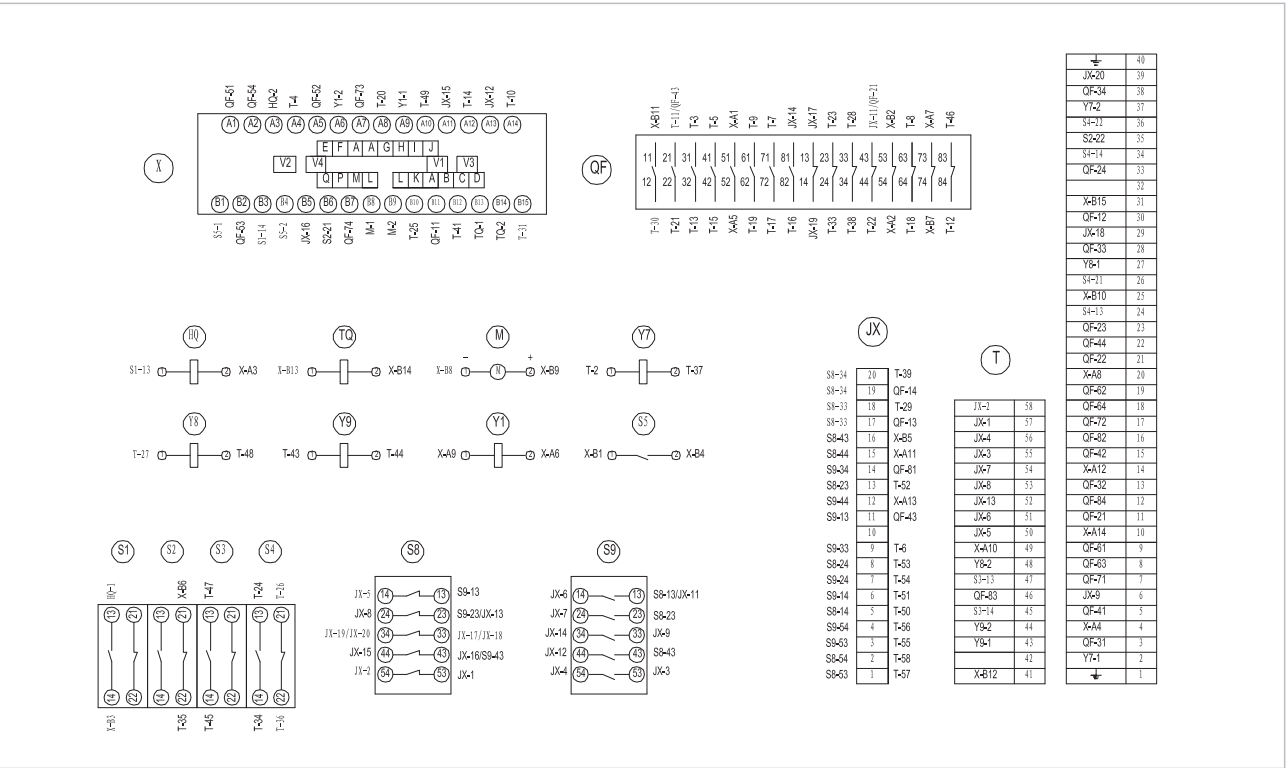 QF-51 QF-54 HQ-2 T-4 QF-52 Y1-2 QF-73 T-20 Y1-1 T-49 JX-15 T-14 JX-12 T-10
A1 A2 A3 A4 A5 A6 A7 A8 A9 A10 A11 A12 A13 A14
E F A A G H I J
X
V2 V4 V1 V3
Q P M L L K A B C D
B1 B2 B3 B4 B5 B6 B7 B8 B9 B10 B11 B12 B13 B14 B15
S5-1 QF-53 S1-14 S5-2 JX-16 S2-21 QF-74 M-1 M-2 T-25 QF-11 T-41 TQ-1 TQ-2 T-31
X-B11 T-11/QF-43 T-3 T-5 X-A1 T-9 T-7 JX-14 JX-17 T-23 T-28 JX-11/QF-21 X-B2 T-8 X-A7 T-46
QF
11 21 31 41 51 61 71 81 13 23 33 43 53 63 73 83
12 22 32 42 52 62 72 82 14 24 34 44 54 64 74 84
T-30 T-21 T-13 T-15 X-A5 T-19 T-17 T-16 JX-19 T-33 T-38 T-22 X-A2 T-18 X-B7 T-12
HQ
S1-13 1 2 X-A3
TQ
X-B13 1 2 X-B14
M
- +
X-B8 1 M 2 X-B9
Y7
T-2 1 2 T-37
Y8
T-27 1 2 T-48
Y9
T-43 1 2 T-44
Y1
X-A9 1 2 X-A6
S5
X-B1 1 2 X-B4
S1 S2 S3 S4
HQ-1 X-B6 T-47 T-24 T-26
13 21 13 21 13 21 13 21
14 22 14 22 14 22 14 22
X-B3 T-35 T-45 T-34 T-36
S8
JX-5 14 13 S9-13
JX-8 24 23 S9-23/JX-13
JX-19/JX-20 34 33 JX-17/JX-18
JX-15 44 43 JX-16/S9-43
JX-2 54 53 JX-1
S9
JX-6 14 13 S8-13/JX-11
JX-7 24 23 S8-23
JX-14 34 33 JX-9
JX-12 44 43 S8-43
JX-4 54 53 JX-3
JX
S8-34 20 T-39
S8-34 19 QF-14
S8-33 18 T-29
S8-33 17 QF-13
S8-43 16 X-B5
S8-44 15 X-A11
S9-34 14 QF-81
S8-23 13 T-52
S9-44 12 X-A13
S9-13 11 QF-43
10
S9-33 9 T-6
S8-24 8 T-53
S9-24 7 T-54
S9-14 6 T-51
S8-14 5 T-50
S9-54 4 T-56
S9-53 3 T-55
S8-54 2 T-58
S8-53 1 T-57
T
JX-2 58
JX-1 57
JX-4 56
JX-3 55
JX-7 54
JX-8 53
JX-13 52
JX-6 51
JX-5 50
X-A10 49
Y8-2 48
S3-13 47
QF-83 46
S3-14 45
Y9-2 44
Y9-1 43
42
X-B12 41
40
JX-20 39
QF-34 38
Y7-2 37
S4-22 36
S2-22 35
S4-14 34
QF-24 33
32
X-B15 31
QF-12 30
JX-18 29
QF-33 28
Y8-1 27
S4-21 26
X-B10 25
S4-13 24
QF-23 23
QF-44 22
QF-22 21
X-A8 20
QF-62 19
QF-64 18
QF-72 17
QF-82 16
QF-42 15
X-A12 14
QF-32 13
QF-84 12
QF-21 11
X-A14 10
QF-61 9
QF-63 8
QF-71 7
JX-9 6
QF-41 5
X-A4 4
QF-31 3
Y7-1 2
1